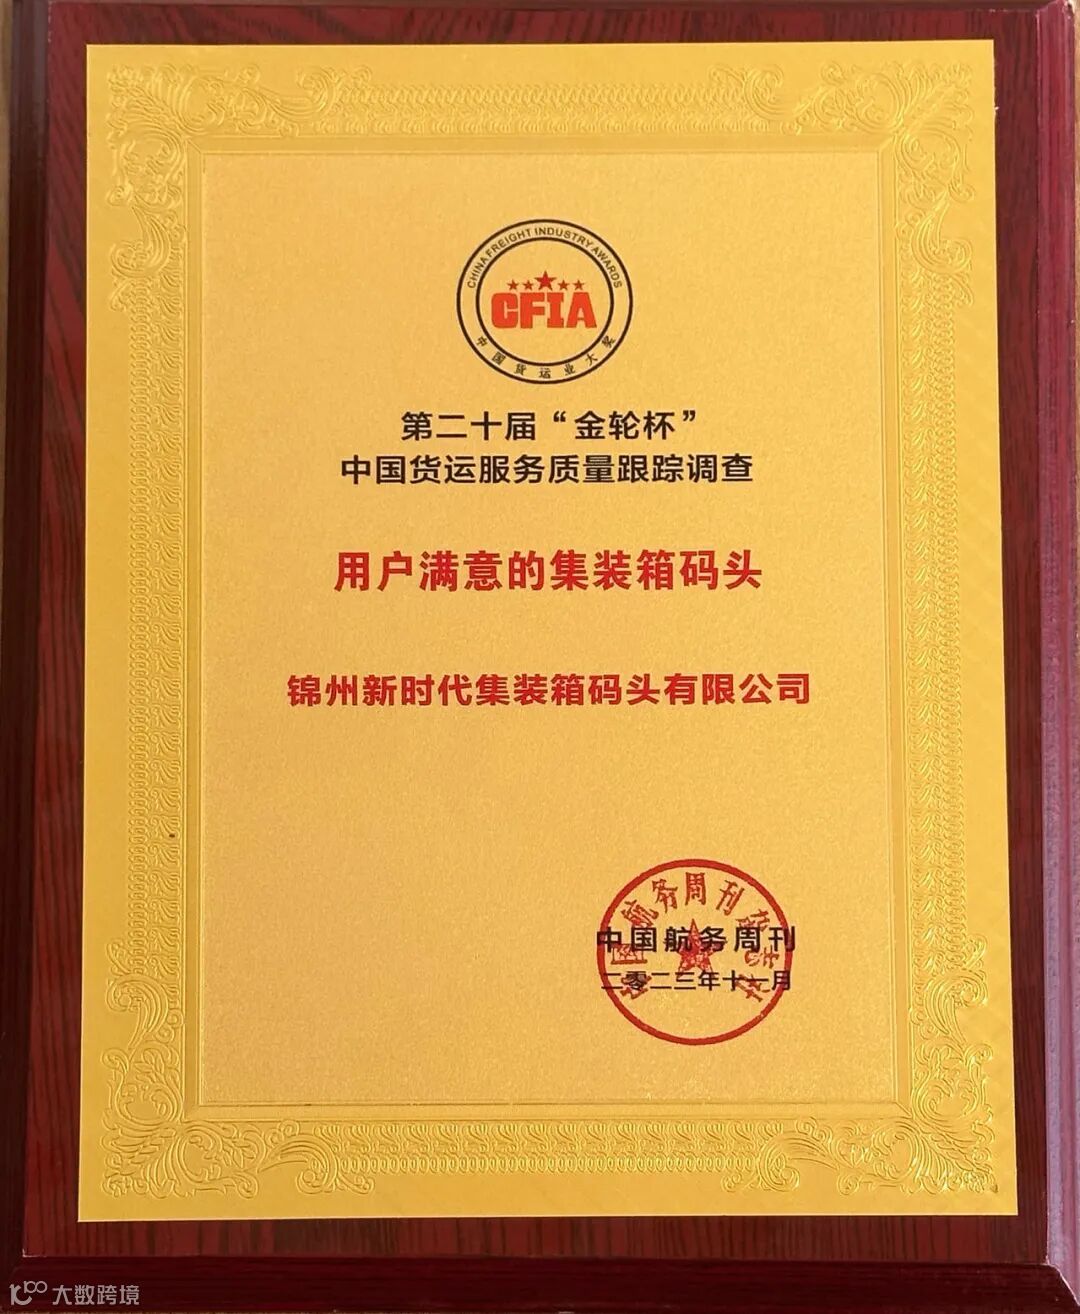 CHINA FREIGHT INDUSTRY AWARDS
CFIA
中国货运业大奖
第二十届“金轮杯”
中国货运服务质量跟踪调查
用户满意的集装箱码头
锦州新时代集装箱码头有限公司
中国航务周刊
二零二三年十一月
大数跨境